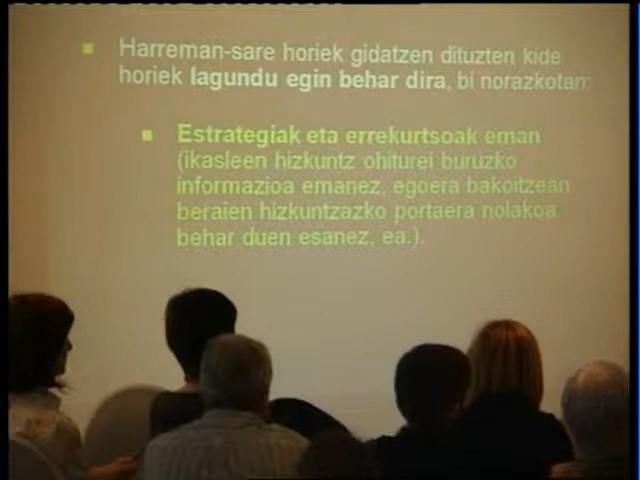 Harreman-sare horiek gidatzen dituzten kide
horiek lagundu egin behar dira, bi norazkotan:
Estrategiak eta errekurtsoak eman
(ikasleen hizkuntz ohiturei buruzko
informazioa emanez, egoera bakoitzean
beraien hizkuntzazko portaera nolakoa
behar duen esanez, ea.).